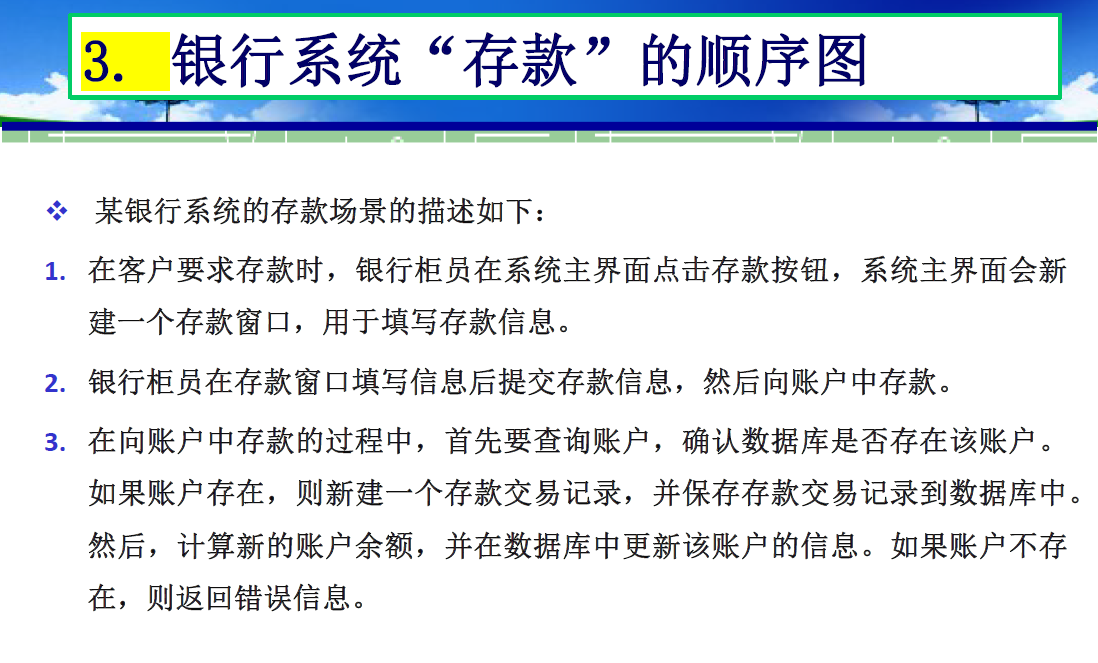 3. 银行系统“存款”的顺序图
❖ 某银行系统的存款场景的描述如下：
1. 在客户要求存款时，银行柜员在系统主界面点击存款按钮，系统主界面会新
建一个存款窗口，用于填写存款信息。
2. 银行柜员在存款窗口填写信息后提交存款信息，然后向账户中存款。
3. 在向账户中存款的过程中，首先要查询账户，确认数据库是否存在该账户。
如果账户存在，则新建一个存款交易记录，并保存存款交易记录到数据库中。
然后，计算新的账户余额，并在数据库中更新该账户的信息。如果账户不存
在，则返回错误信息。